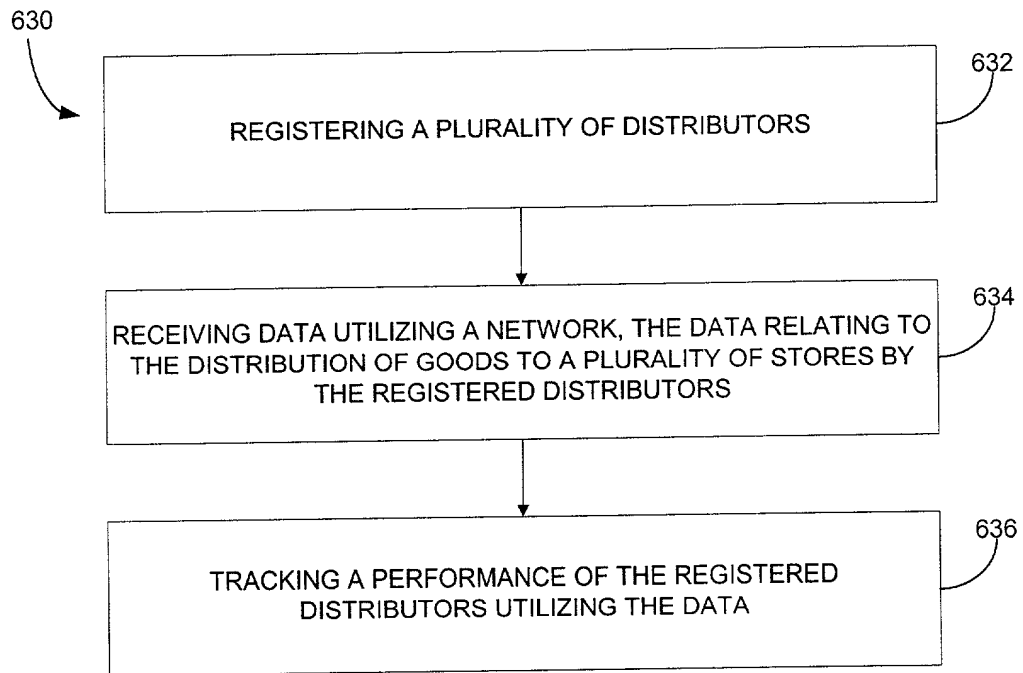 630
632
REGISTERING A PLURALITY OF DISTRIBUTORS
634
RECEIVING DATA UTILIZING A NETWORK, THE DATA RELATING TO
THE DISTRIBUTION OF GOODS TO A PLURALITY OF STORES BY
THE REGISTERED DISTRIBUTORS
636
TRACKING A PERFORMANCE OF THE REGISTERED
DISTRIBUTORS UTILIZING THE DATA